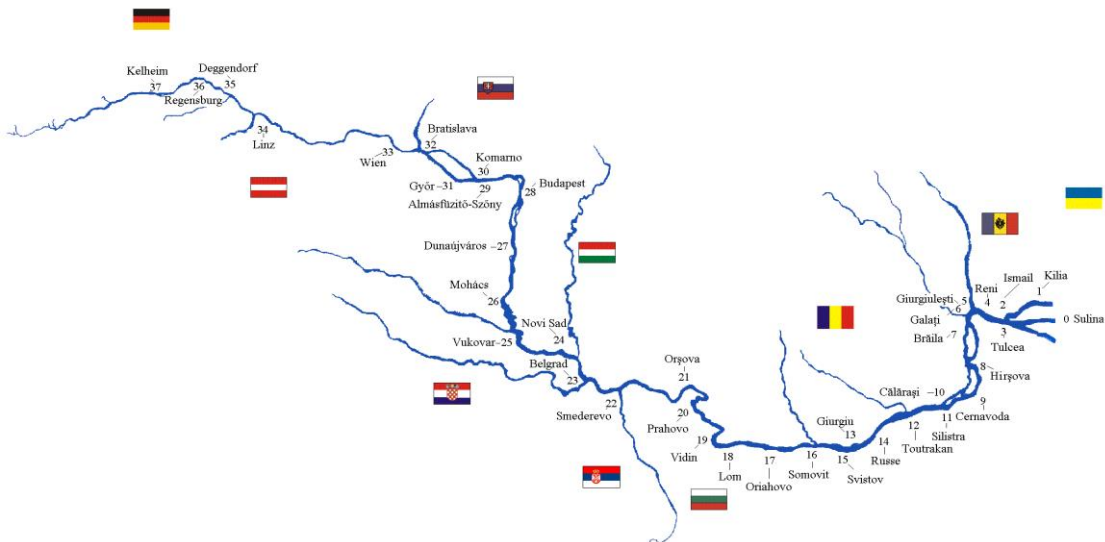 Deggendorf
Kelheim
37
36
35
Regensburg
34
Linz
Bratislava
33
32
Wien
Komarno
30
Győr –31
29
Budapest
28
Almásfüzitő-Szőny
Dunaújváros –27
Mohács
26
Novi Sad
Vukovar–25
24
Belgrad
23
Smederevo
22
Orşova
21
20
Prahovo
19
Vidin
18
Lom
17
Oriahovo
16
Somovit
Giurgiu
13
15
Svistov
14
Russe
12
Toutrakan
Călăraşi –10
11
Silistra
9
Cernavoda
8
Hirşova
Giurgiuleşti
5
6
Galaţi
Brăila
7
Reni
4
Ismail
2
Kilia
1
0 Sulina
3
Tulcea